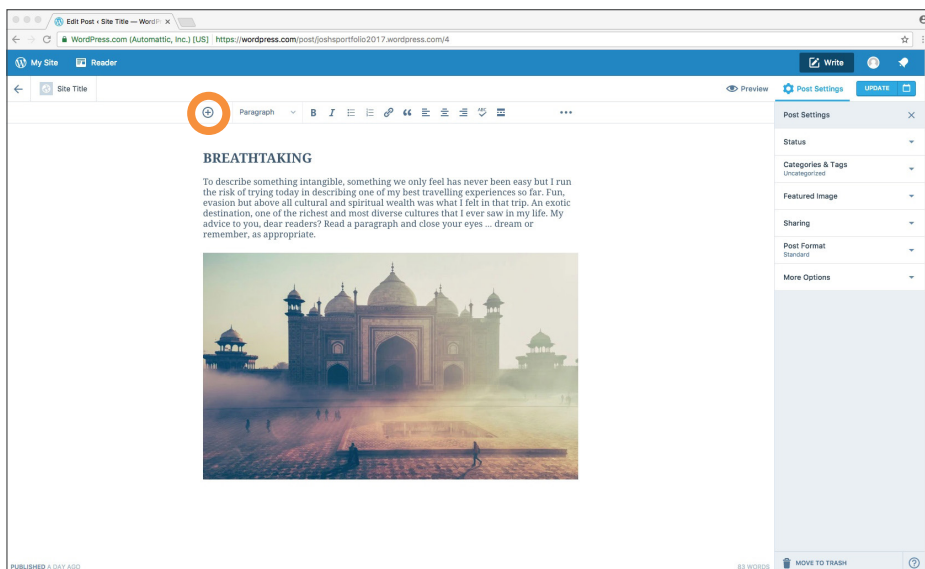 Edit Post ‹ Site Title — WordPr
WordPress.com (Automattic, Inc.) [US] https://wordpress.com/post/joshsportfolio2017.wordpress.com/4
My Site Reader Write
Site Title Preview Post Settings UPDATE
Paragraph B I ABC
Post Settings
Status
Categories & Tags
Uncategorized
Featured Image
Sharing
Post Format
Standard
More Options
BREATHTAKING
To describe something intangible, something we only feel has never been easy but I run
the risk of trying today in describing one of my best travelling experiences so far. Fun,
evasion but above all cultural and spiritual wealth was what I felt in that trip. An exotic
destination, one of the richest and most diverse cultures that I ever saw in my life. My
advice to you, dear readers? Read a paragraph and close your eyes ... dream or
remember, as appropriate.
PUBLISHED A DAY AGO 83 WORDS MOVE TO TRASH